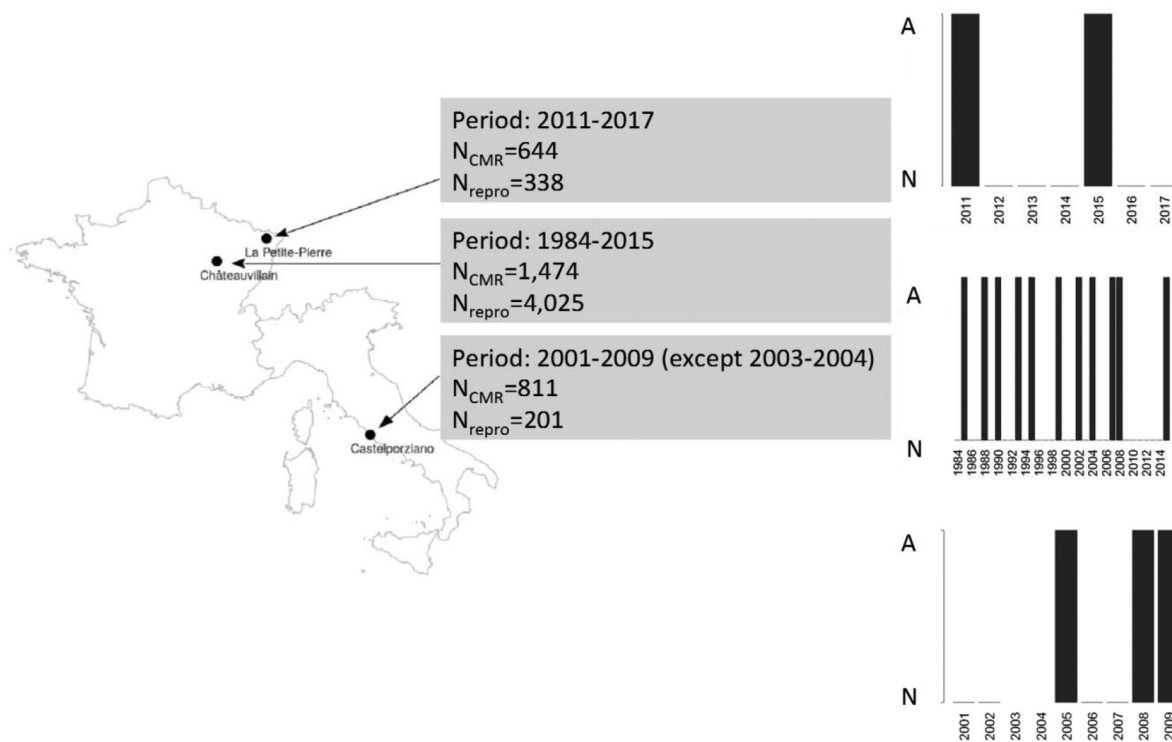 Period: 2011-2017
NCMR=644
Nrepro=338
Period: 1984-2015
NCMR=1,474
Nrepro=4,025
Period: 2001-2009 (except 2003-2004)
NCMR=811
Nrepro=201
La Petite-Pierre
Châteauvillain
Castelporziano
A
N
2011 2012 2013 2014 2015 2016 2017
A
N
1984 1986 1988 1990 1992 1994 1996 1998 2000 2002 2004 2006 2008 2010 2012 2014
A
N
2001 2002 2003 2004 2005 2006 2007 2008 2009